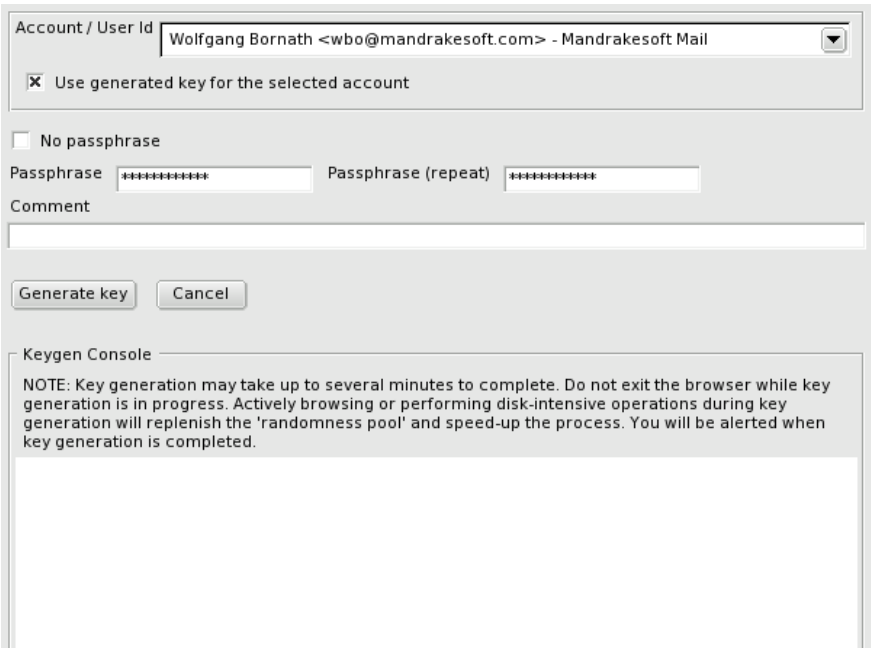 Account / User Id
Wolfgang Bornath <wbo@mandrakesoft.com> - Mandrakesoft Mail
Use generated key for the selected account
No passphrase
Passphrase ************ Passphrase (repeat) ************
Comment
Generate key Cancel
Keygen Console
NOTE: Key generation may take up to several minutes to complete. Do not exit the browser while key
generation is in progress. Actively browsing or performing disk-intensive operations during key
generation will replenish the 'randomness pool' and speed-up the process. You will be alerted when
key generation is completed.